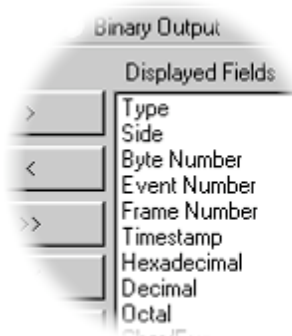 Binary Output
Displayed Fields
>
<
>>
Type
Side
Byte Number
Event Number
Frame Number
Timestamp
Hexadecimal
Decimal
Octal